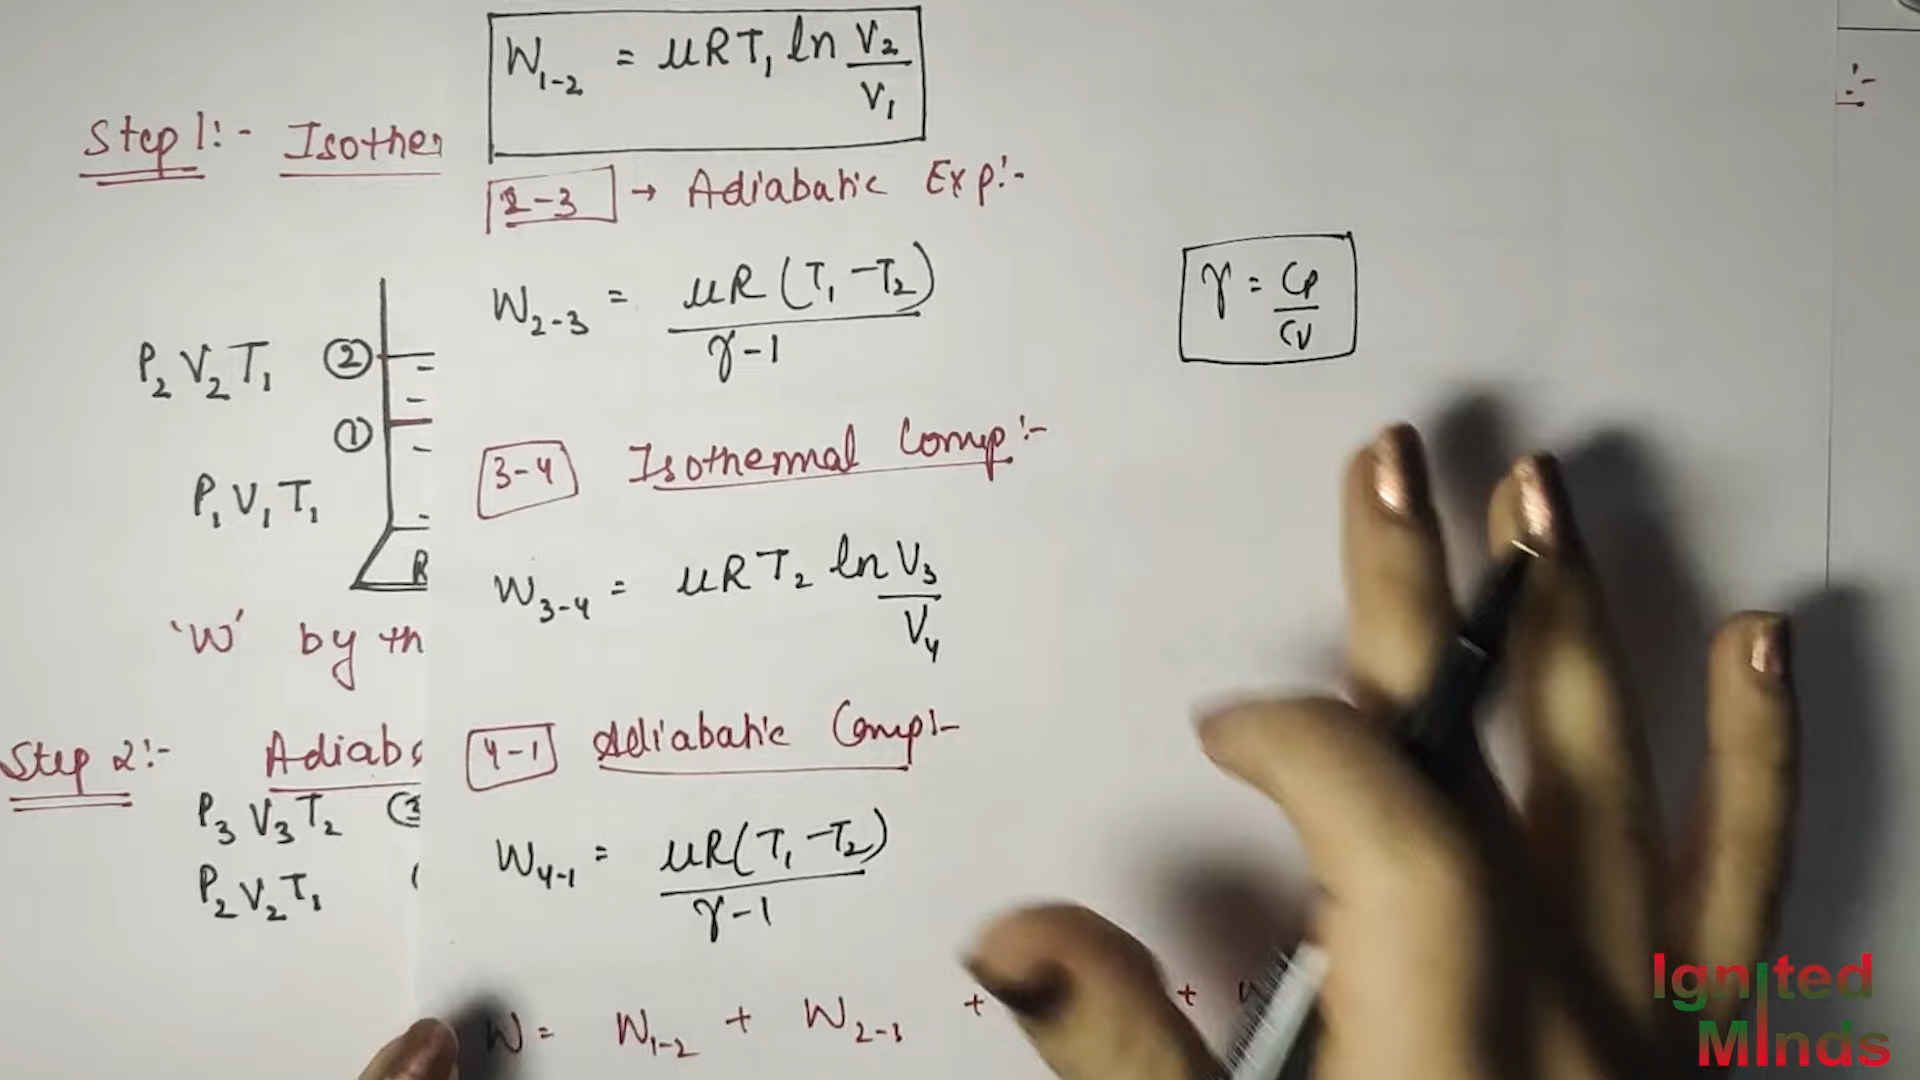 W1-2 = μRT1 ln V2/V1
Step 1:- Isother
2-3 → Adiabatic Exp:-
W2-3 = μR(T1-T2)/γ-1
γ = Cp/Cv
P2 V2 T1 ② 
① 
P1 V1 T1
R
3-4 Isothermal Comp:-
W3-4 = μRT2 ln V3/V4
'W' by th
Step 2:- Adiab
4-1 Adiabatic Comp:-
P3 V3 T2 ③
P2 V2 T1
W4-1 = μR(T1-T2)/γ-1
W = W1-2 + W2-3 + +
Ignited
Minds